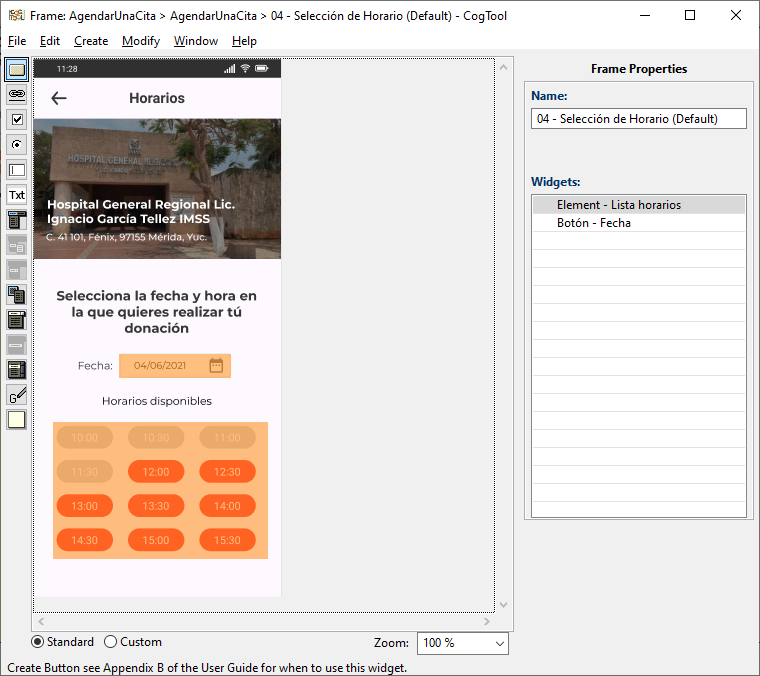 Frame: AgendarUnaCita > AgendarUnaCita > 04 - Selección de Horario (Default) - CogTool
File Edit Create Modify Window Help
11:28
Horarios
HOSPITAL GENERAL REGIONAL
Hospital General Regional Lic.
Ignacio García Tellez IMSS
C. 41 101, Fénix, 97155 Mérida, Yuc.
Selecciona la fecha y hora en
la que quieres realizar tú
donación
Fecha: 04/06/2021
Horarios disponibles
10:00 10:30 11:00
11:30 12:00 12:30
13:00 13:30 14:00
14:30 15:00 15:30
Txt
G
Frame Properties
Name:
04 - Selección de Horario (Default)
Widgets:
Element - Lista horarios
Botón - Fecha
Standard Custom
Zoom: 100 %
Create Button see Appendix B of the User Guide for when to use this widget.